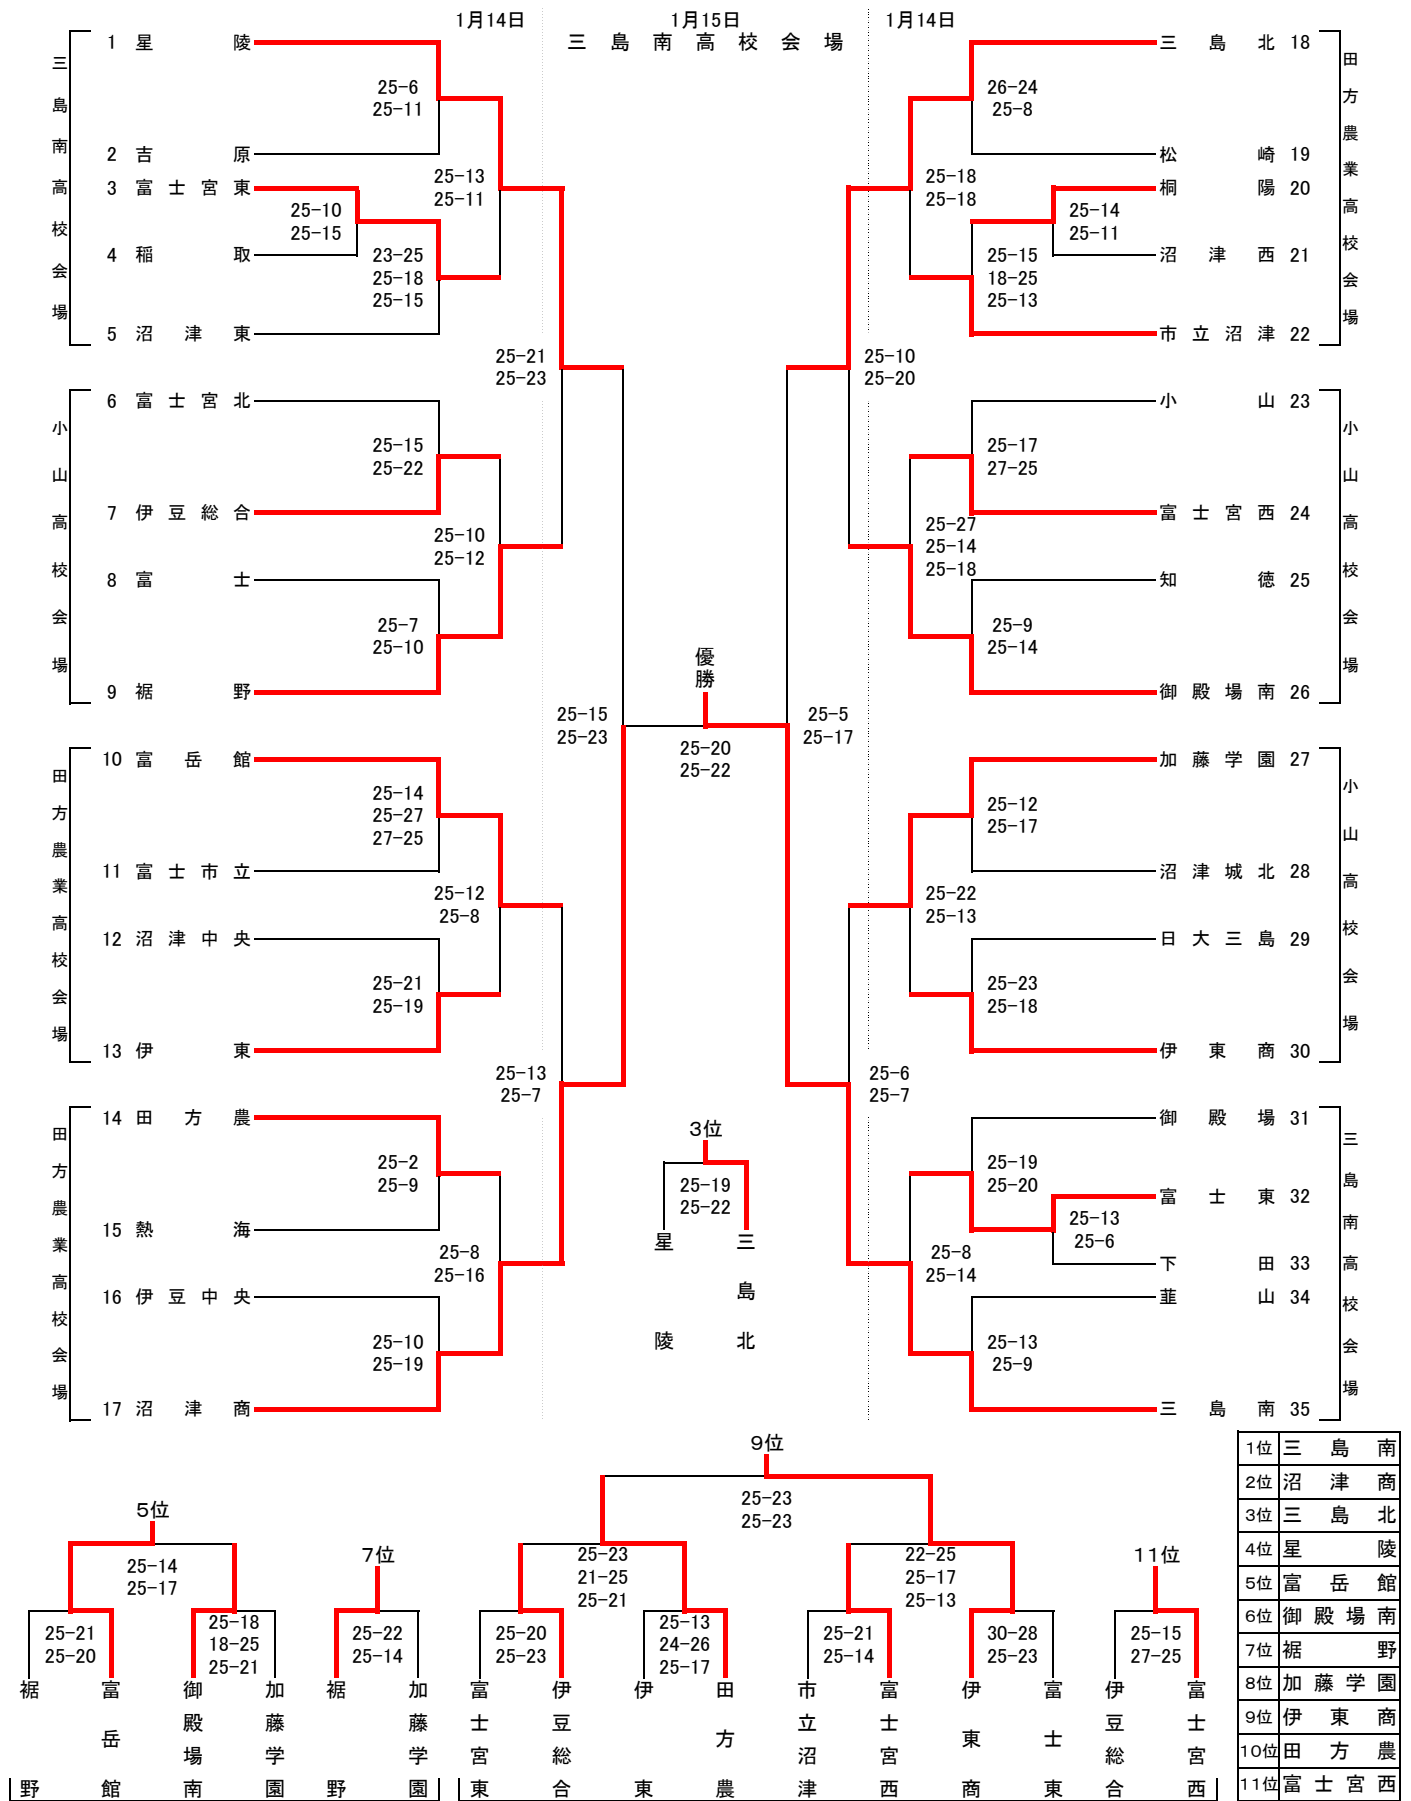 1月14日
1月15日
1月14日
三島南高校会場
三島南高校会場
1 星陵
25-6
25-11
2 吉原
25-13
25-11
3 富士宮東
25-10
25-15
4 稲取
23-25
25-18
25-15
5 沼津東
25-21
25-23
小山高校会場
6 富士宮北
25-15
25-22
7 伊豆総合
25-10
25-12
8 富士
25-7
25-10
9 裾野
25-15
25-23
田方農業高校会場
10 富岳館
25-14
25-27
27-25
11 富士市立
25-12
25-8
12 沼津中央
25-21
25-19
13 伊東
25-13
25-7
田方農業高校会場
14 田方農
25-2
25-9
15 熱海
25-8
25-16
16 伊豆中央
25-10
25-19
17 沼津商
優勝
25-20
25-22
3位
25-19
25-22
星陵
三島北
田方農業高校会場
三島北 18
26-24
25-8
松崎 19
25-18
25-18
桐陽 20
25-14
25-11
沼津西 21
25-15
18-25
25-13
市立沼津 22
25-10
25-20
小山高校会場
小山 23
25-17
27-25
富士宮西 24
25-27
25-14
25-18
知徳 25
25-9
25-14
御殿場南 26
25-5
25-17
小山高校会場
加藤学園 27
25-12
25-17
沼津城北 28
25-22
25-13
日大三島 29
25-23
25-18
伊東商 30
25-6
25-7
三島南高校会場
御殿場 31
25-19
25-20
富士東 32
25-13
25-6
下田 33
25-8
25-14
韮山 34
25-13
25-9
三島南 35
5位
25-14
25-17
25-21
25-20
25-18
18-25
25-21
裾野
富岳館
御殿場南
加藤学園
7位
25-22
25-14
裾野
加藤学園
9位
25-23
25-23
25-23
21-25
25-21
22-25
25-17
25-13
25-20
25-23
25-13
24-26
25-17
25-21
25-14
30-28
25-23
富士宮東
伊豆総合
伊東
田方農
市立沼津
富士宮西
伊東商
富士東
11位
25-15
27-25
伊豆総合
富士宮西
1位 三島南
2位 沼津商
3位 三島北
4位 星陵
5位 富岳館
6位 御殿場南
7位 裾野
8位 加藤学園
9位 伊東商
10位 田方農
11位 富士宮西